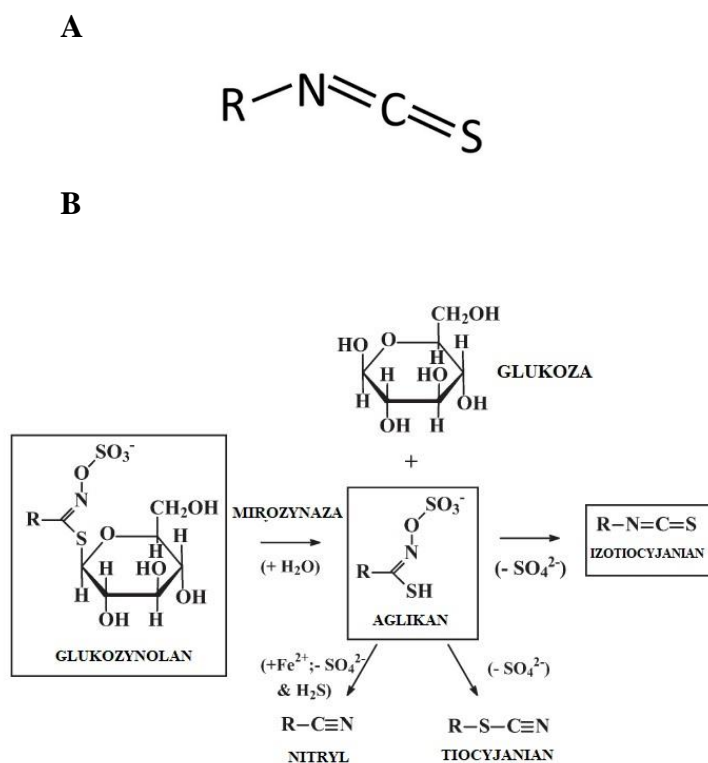 A
R N C S
B
CH₂OH
HO O H
H H
HO
GLUKOZA
H OH
OH H
+
SO₃⁻
O
N
R
S O CH₂OH
H H H
HO
H OH
OH H
GLUKOZYNOLAN
MIROZYNAZA
(+ H₂O)
SO₃⁻
O
N
R
SH
AGLIKAN
(- SO₄²⁻)
R–N=C=S
IZOTIOCYJANIAN
(+Fe²⁺;- SO₄²⁻
& H₂S)
(- SO₄²⁻)
R–C≡N
NITRYL
R–S–C≡N
TIOCYJANIAN